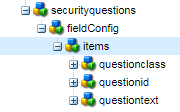 securityquestions
fieldConfig
items
questionclass
questionid
questiontext